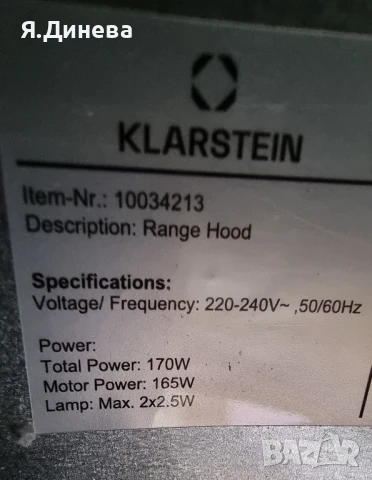 Я.Динева
KLARSTEIN
Item-Nr.: 10034213
Description: Range Hood
Specifications:
Voltage/ Frequency: 220-240V~ ,50/60Hz
Power:
Total Power: 170W
Motor Power: 165W
Lamp: Max. 2x2.5W
BAZAR